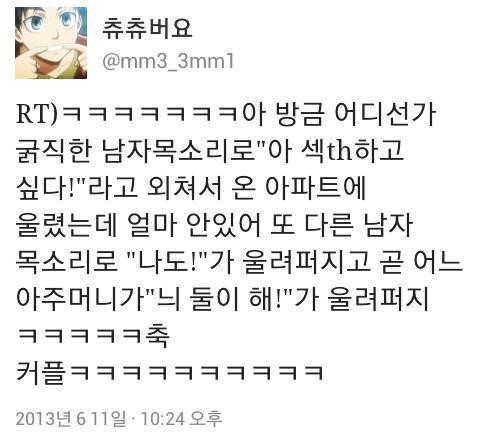 츄츄버요
@mm3_3mm1
RT)ㅋㅋㅋㅋㅋㅋㅋ아 방금 어디선가
굵직한 남자목소리로"아 섹th하고
싶다!"라고 외쳐서 온 아파트에
울렸는데 얼마 안있어 또 다른 남자
목소리로 "나도!"가 울려퍼지고 곧 어느
아주머니가"늬 둘이 해!"가 울려퍼지
ㅋㅋㅋㅋㅋ축
커플ㅋㅋㅋㅋㅋㅋㅋㅋㅋㅋ
2013년 6 11일 · 10:24 오후